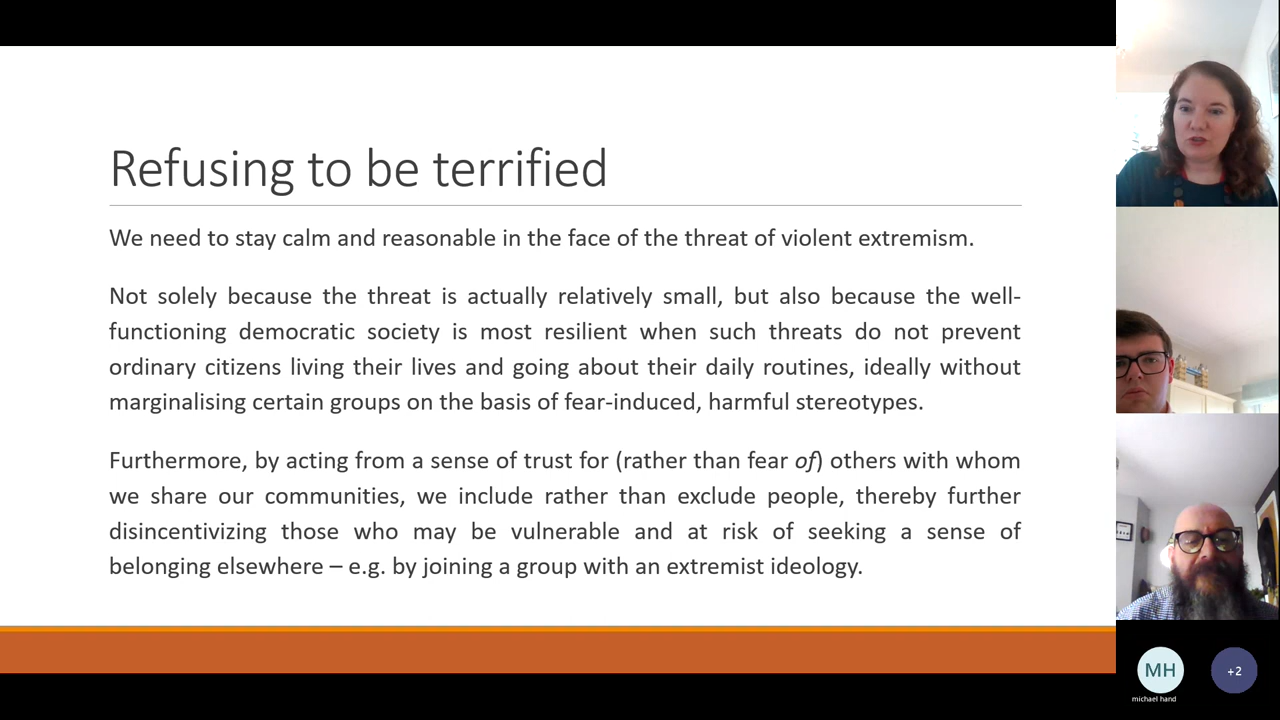 Refusing to be terrified
We need to stay calm and reasonable in the face of the threat of violent extremism.
Not solely because the threat is actually relatively small, but also because the well-
functioning democratic society is most resilient when such threats do not prevent
ordinary citizens living their lives and going about their daily routines, ideally without
marginalising certain groups on the basis of fear-induced, harmful stereotypes.
Furthermore, by acting from a sense of trust for (rather than fear of) others with whom
we share our communities, we include rather than exclude people, thereby further
disincentivizing those who may be vulnerable and at risk of seeking a sense of
belonging elsewhere – e.g. by joining a group with an extremist ideology.
MH
+2
michael hand